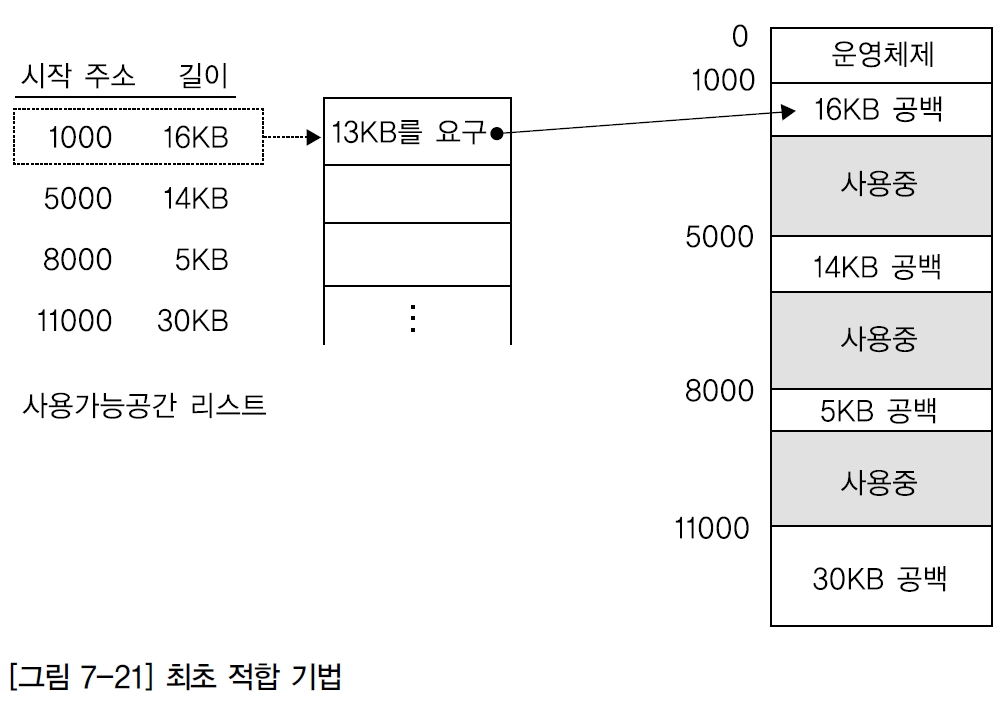 시작 주소 길이
1000 16KB
5000 14KB
8000 5KB
11000 30KB
사용가능공간 리스트
13KB를 요구
⋮
0
운영체제
1000
16KB 공백
사용중
5000
14KB 공백
사용중
8000
5KB 공백
사용중
11000
30KB 공백
[그림 7-21] 최초 적합 기법